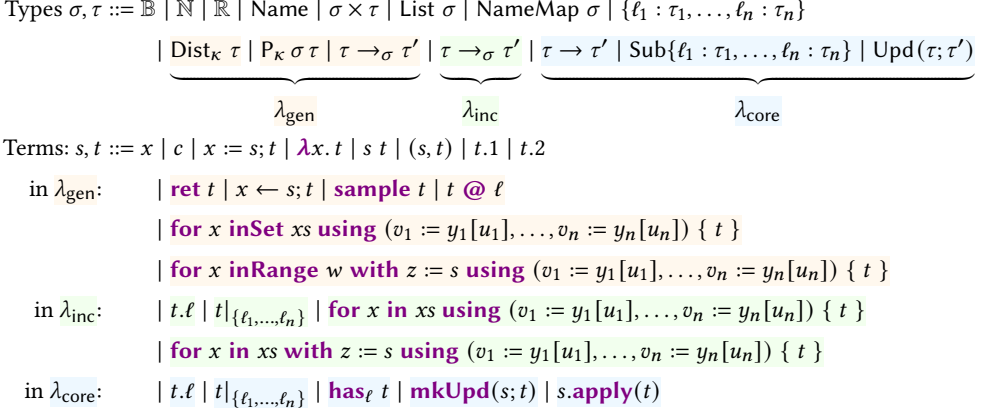 Types σ, τ ::= 𝔹 | ℕ | ℝ | Name | σ × τ | List σ | NameMap σ | {ℓ₁ : τ₁, . . . , ℓₙ : τₙ}
| Dist_κ τ | P_κ σ τ | τ →_σ τ′ | τ →_σ τ′ | τ → τ′ | Sub{ℓ₁ : τ₁, . . . , ℓₙ : τₙ} | Upd(τ; τ′)
λ_gen λ_inc λ_core
Terms: s, t ::= x | c | x := s; t | λx. t | s t | (s, t) | t.1 | t.2
in λ_gen: | ret t | x ← s; t | sample t | t @ ℓ
| for x inSet xs using (v₁ := y₁[u₁], . . . , vₙ := yₙ[uₙ]) { t }
| for x inRange w with z := s using (v₁ := y₁[u₁], . . . , vₙ := yₙ[uₙ]) { t }
in λ_inc: | t.ℓ | t|_{ℓ₁,...,ℓₙ} | for x in xs using (v₁ := y₁[u₁], . . . , vₙ := yₙ[uₙ]) { t }
| for x in xs with z := s using (v₁ := y₁[u₁], . . . , vₙ := yₙ[uₙ]) { t }
in λ_core: | t.ℓ | t|_{ℓ₁,...,ℓₙ} | has_ℓ t | mkUpd(s; t) | s.apply(t)